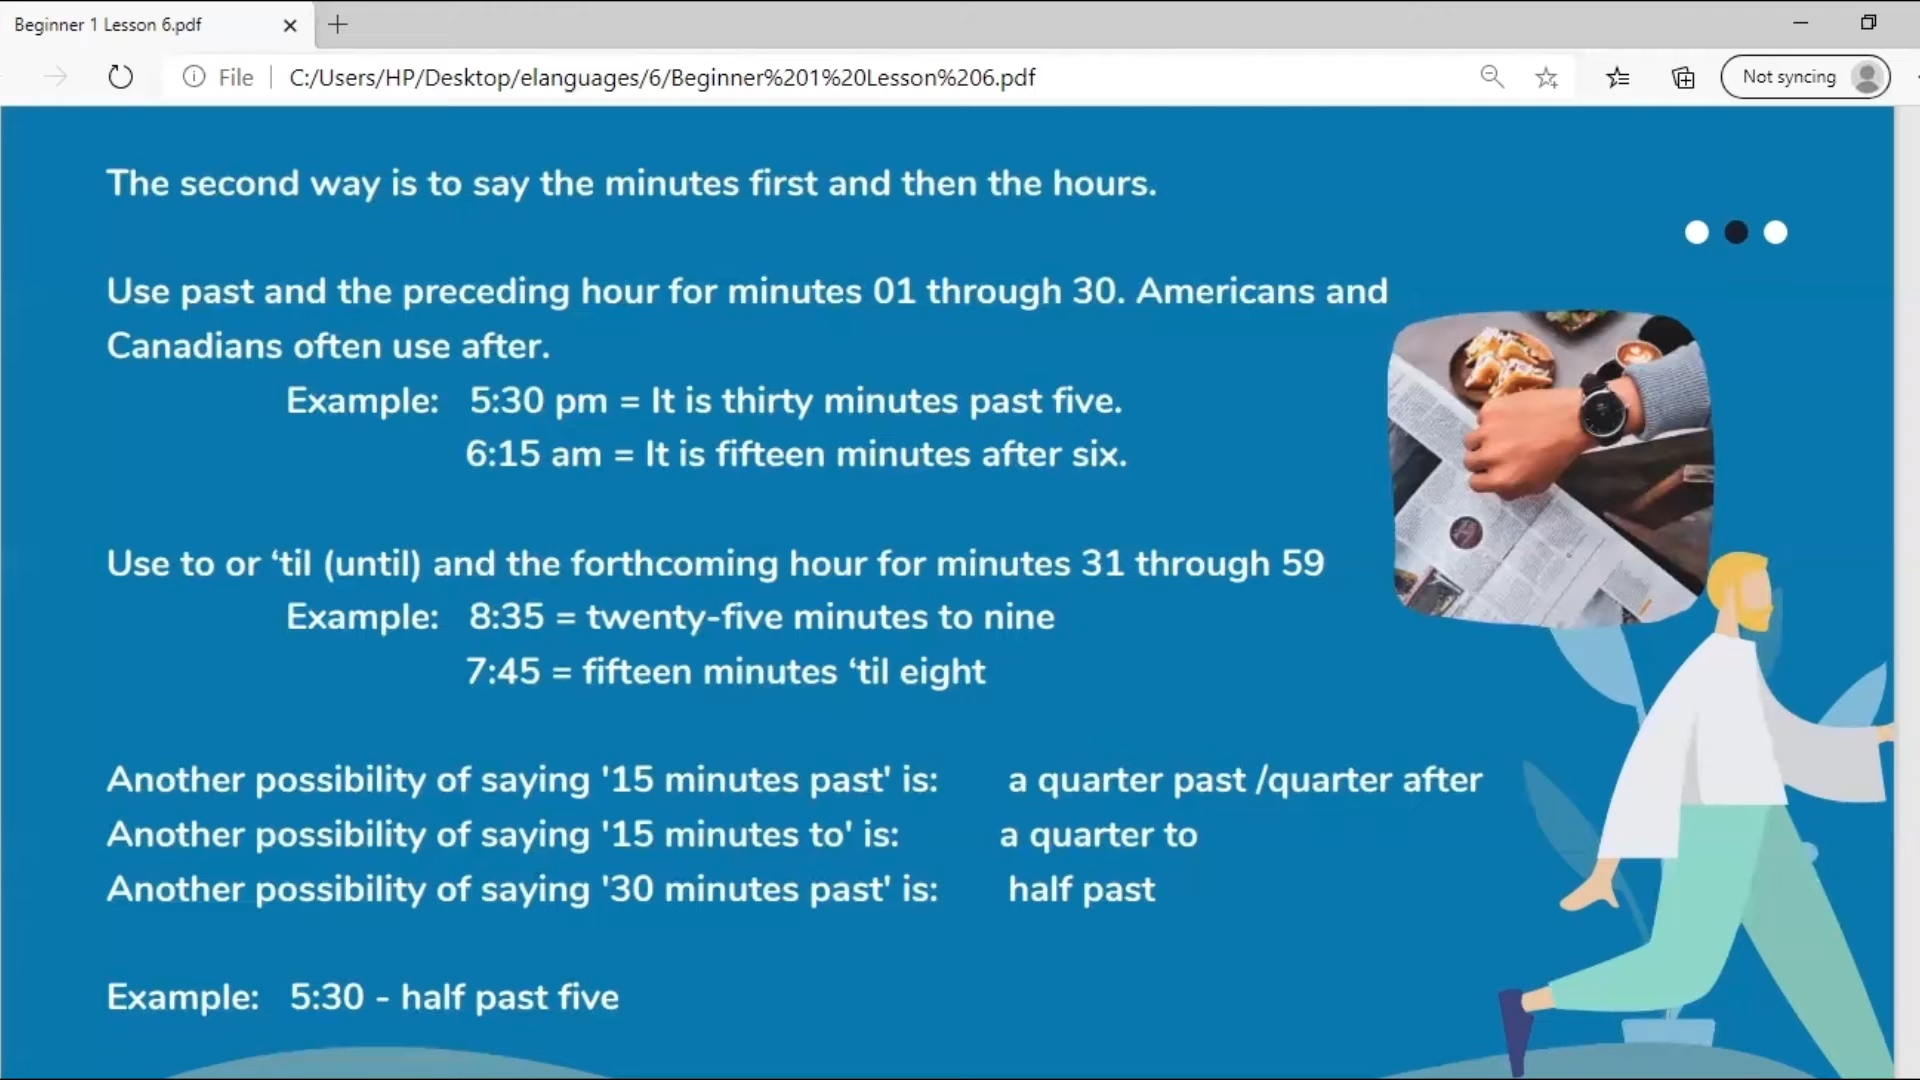 Beginner 1 Lesson 6.pdf
File C:/Users/HP/Desktop/elanguages/6/Beginner%201%20Lesson%206.pdf Not syncing
The second way is to say the minutes first and then the hours.
Use past and the preceding hour for minutes 01 through 30. Americans and
Canadians often use after.
Example: 5:30 pm = It is thirty minutes past five.
6:15 am = It is fifteen minutes after six.
Use to or ‘til (until) and the forthcoming hour for minutes 31 through 59
Example: 8:35 = twenty-five minutes to nine
7:45 = fifteen minutes ‘til eight
Another possibility of saying '15 minutes past' is: a quarter past /quarter after
Another possibility of saying '15 minutes to' is: a quarter to
Another possibility of saying '30 minutes past' is: half past
Example: 5:30 - half past five